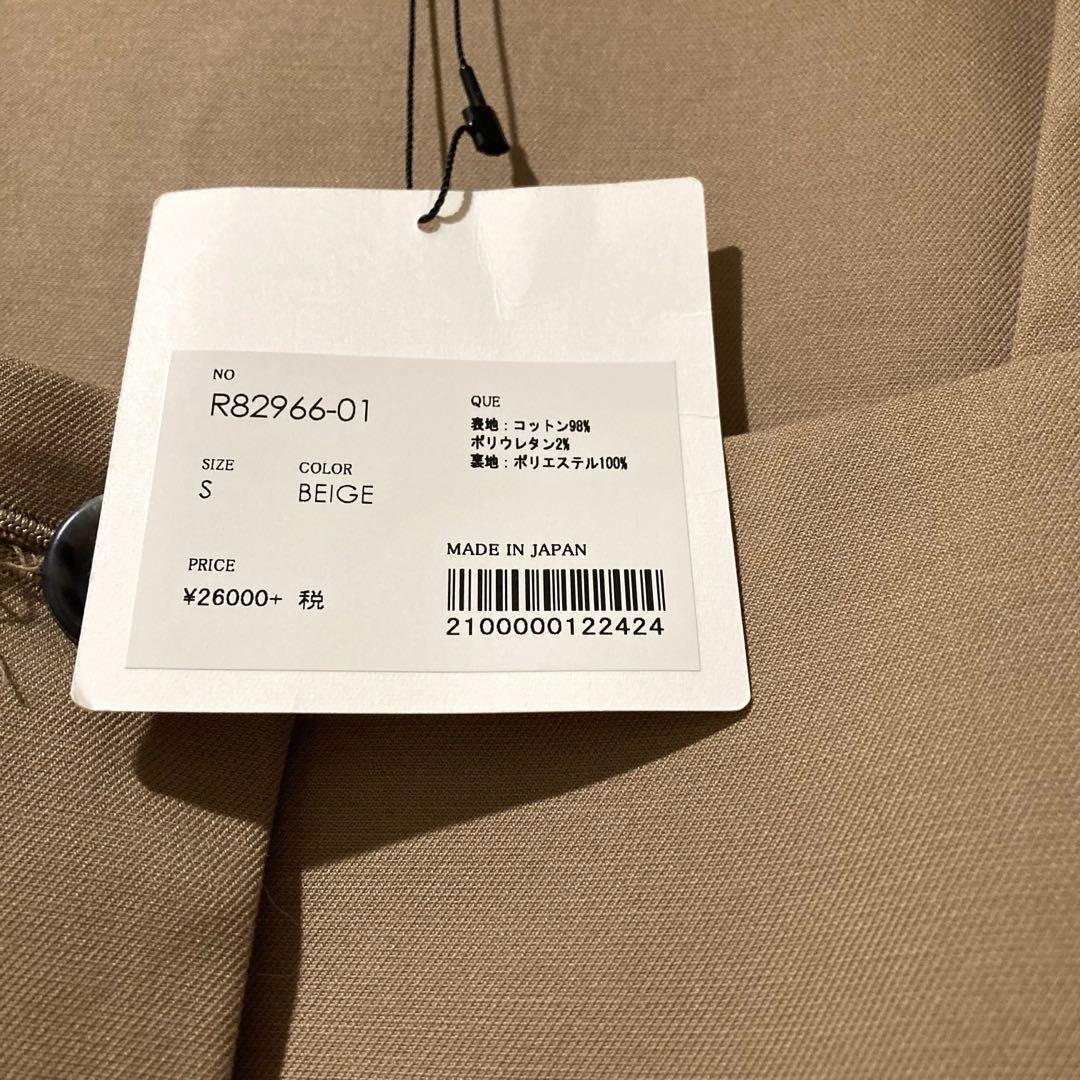 NO
R82966-01
SIZE
S
COLOR
BEIGE
PRICE
¥26000+ 税
QUE
表地：コットン98%
ポリウレタン2%
裏地：ポリエステル100%
MADE IN JAPAN
2100000122424